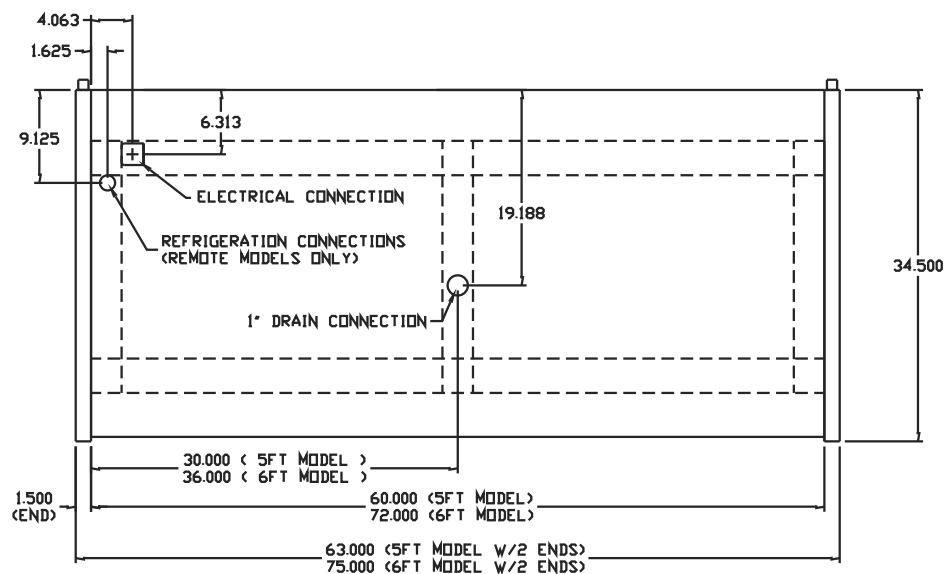 4.063
1.625
9.125
6.313
ELECTRICAL CONNECTION
19.188
REFRIGERATION CONNECTIONS
(REMOTE MODELS ONLY)
34.500
1" DRAIN CONNECTION
30.000 ( 5FT MODEL )
36.000 ( 6FT MODEL )
1.500
(END)
60.000 (5FT MODEL)
72.000 (6FT MODEL)
63.000 (5FT MODEL W/2 ENDS)
75.000 (6FT MODEL W/2 ENDS)